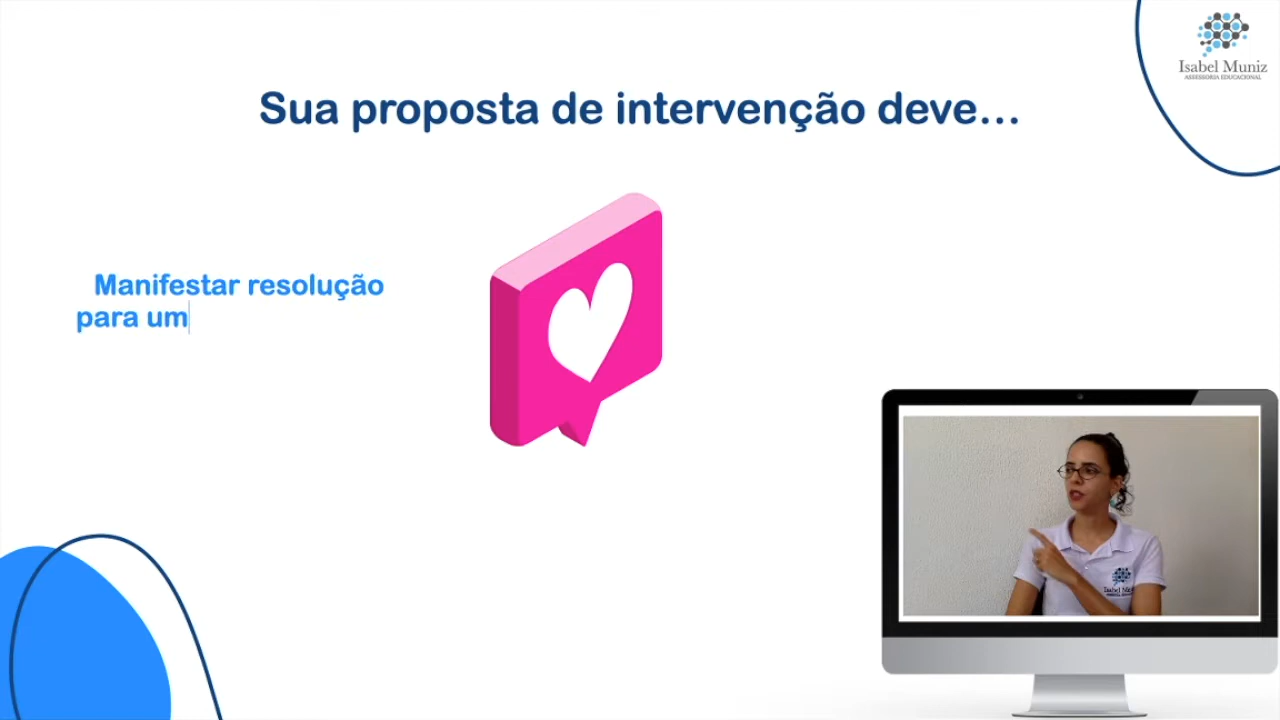 Isabel Muniz
ASSESSORIA EDUCACIONAL
Sua proposta de intervenção deve...
Manifestar resolução
para um